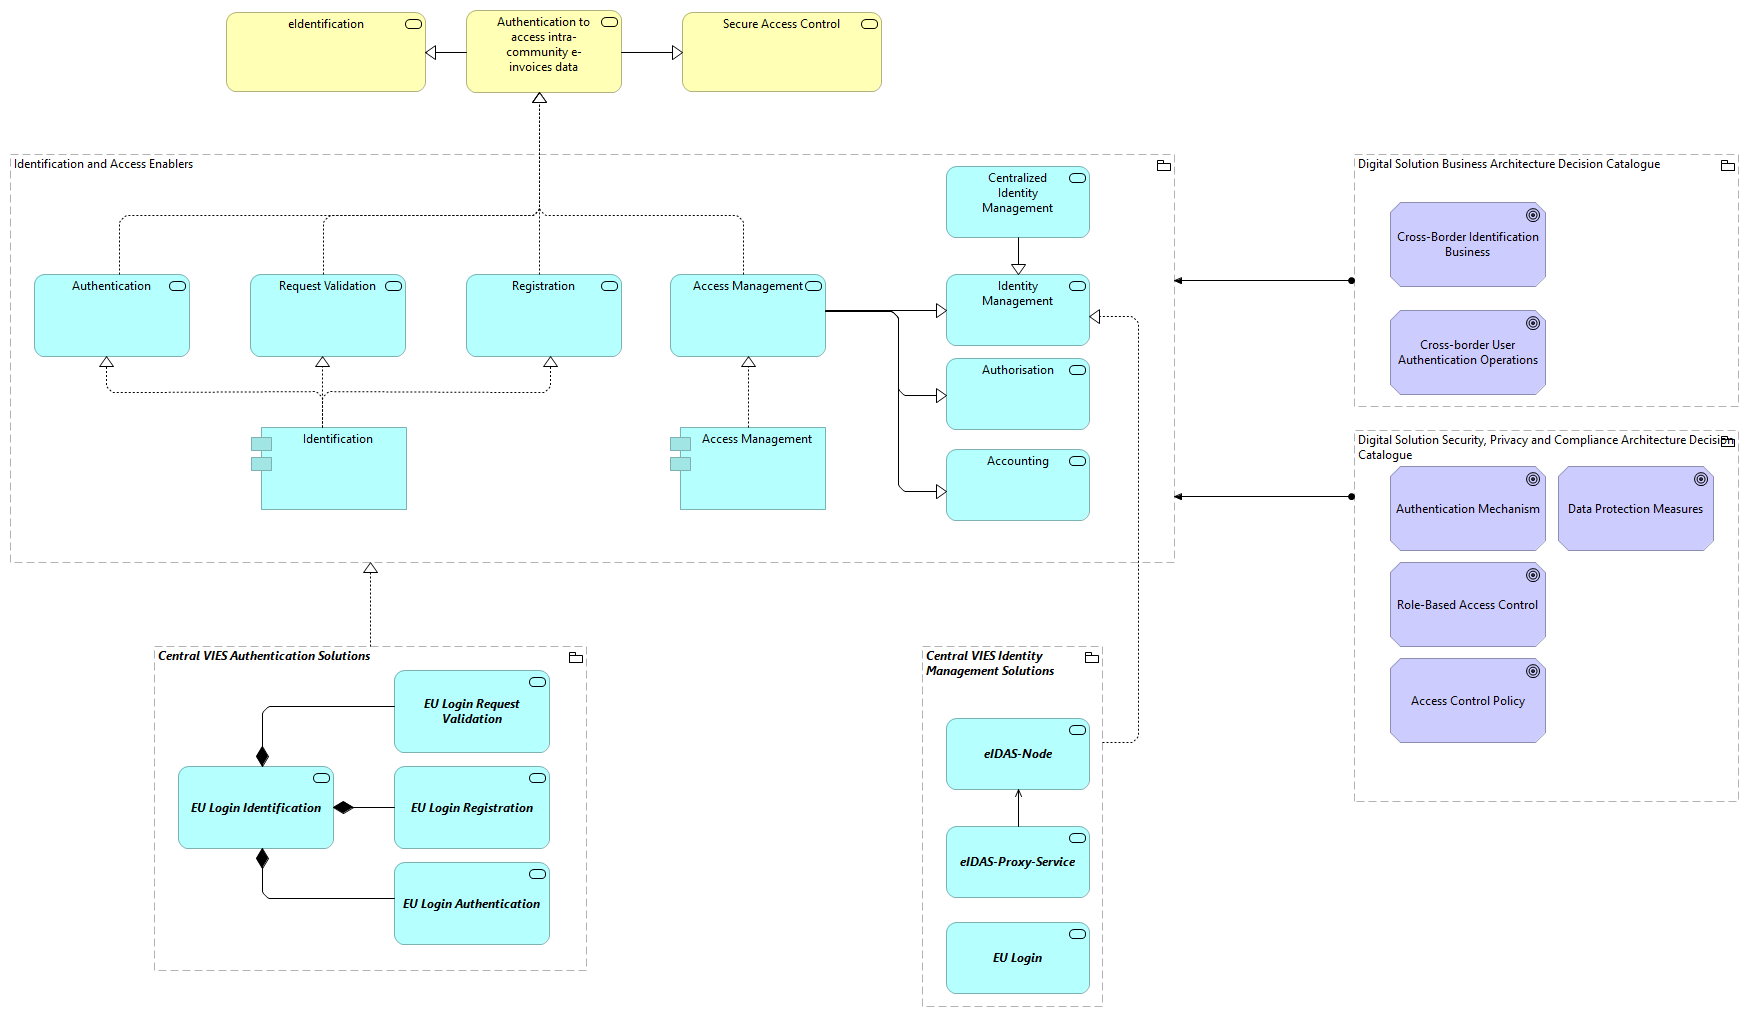 eIdentification
Authentication to
access intra-
community e-
invoices data
Secure Access Control
Identification and Access Enablers
Centralized
Identity
Management
Authentication
Request Validation
Registration
Access Management
Identity
Management
Authorisation
Accounting
Identification
Access Management
Digital Solution Business Architecture Decision Catalogue
Cross-Border Identification
Business
Cross-border User
Authentication Operations
Digital Solution Security, Privacy and Compliance Architecture Decision
Catalogue
Authentication Mechanism
Data Protection Measures
Role-Based Access Control
Access Control Policy
Central VIES Authentication Solutions
EU Login Request
Validation
EU Login Identification
EU Login Registration
EU Login Authentication
Central VIES Identity
Management Solutions
eIDAS-Node
eIDAS-Proxy-Service
EU Login